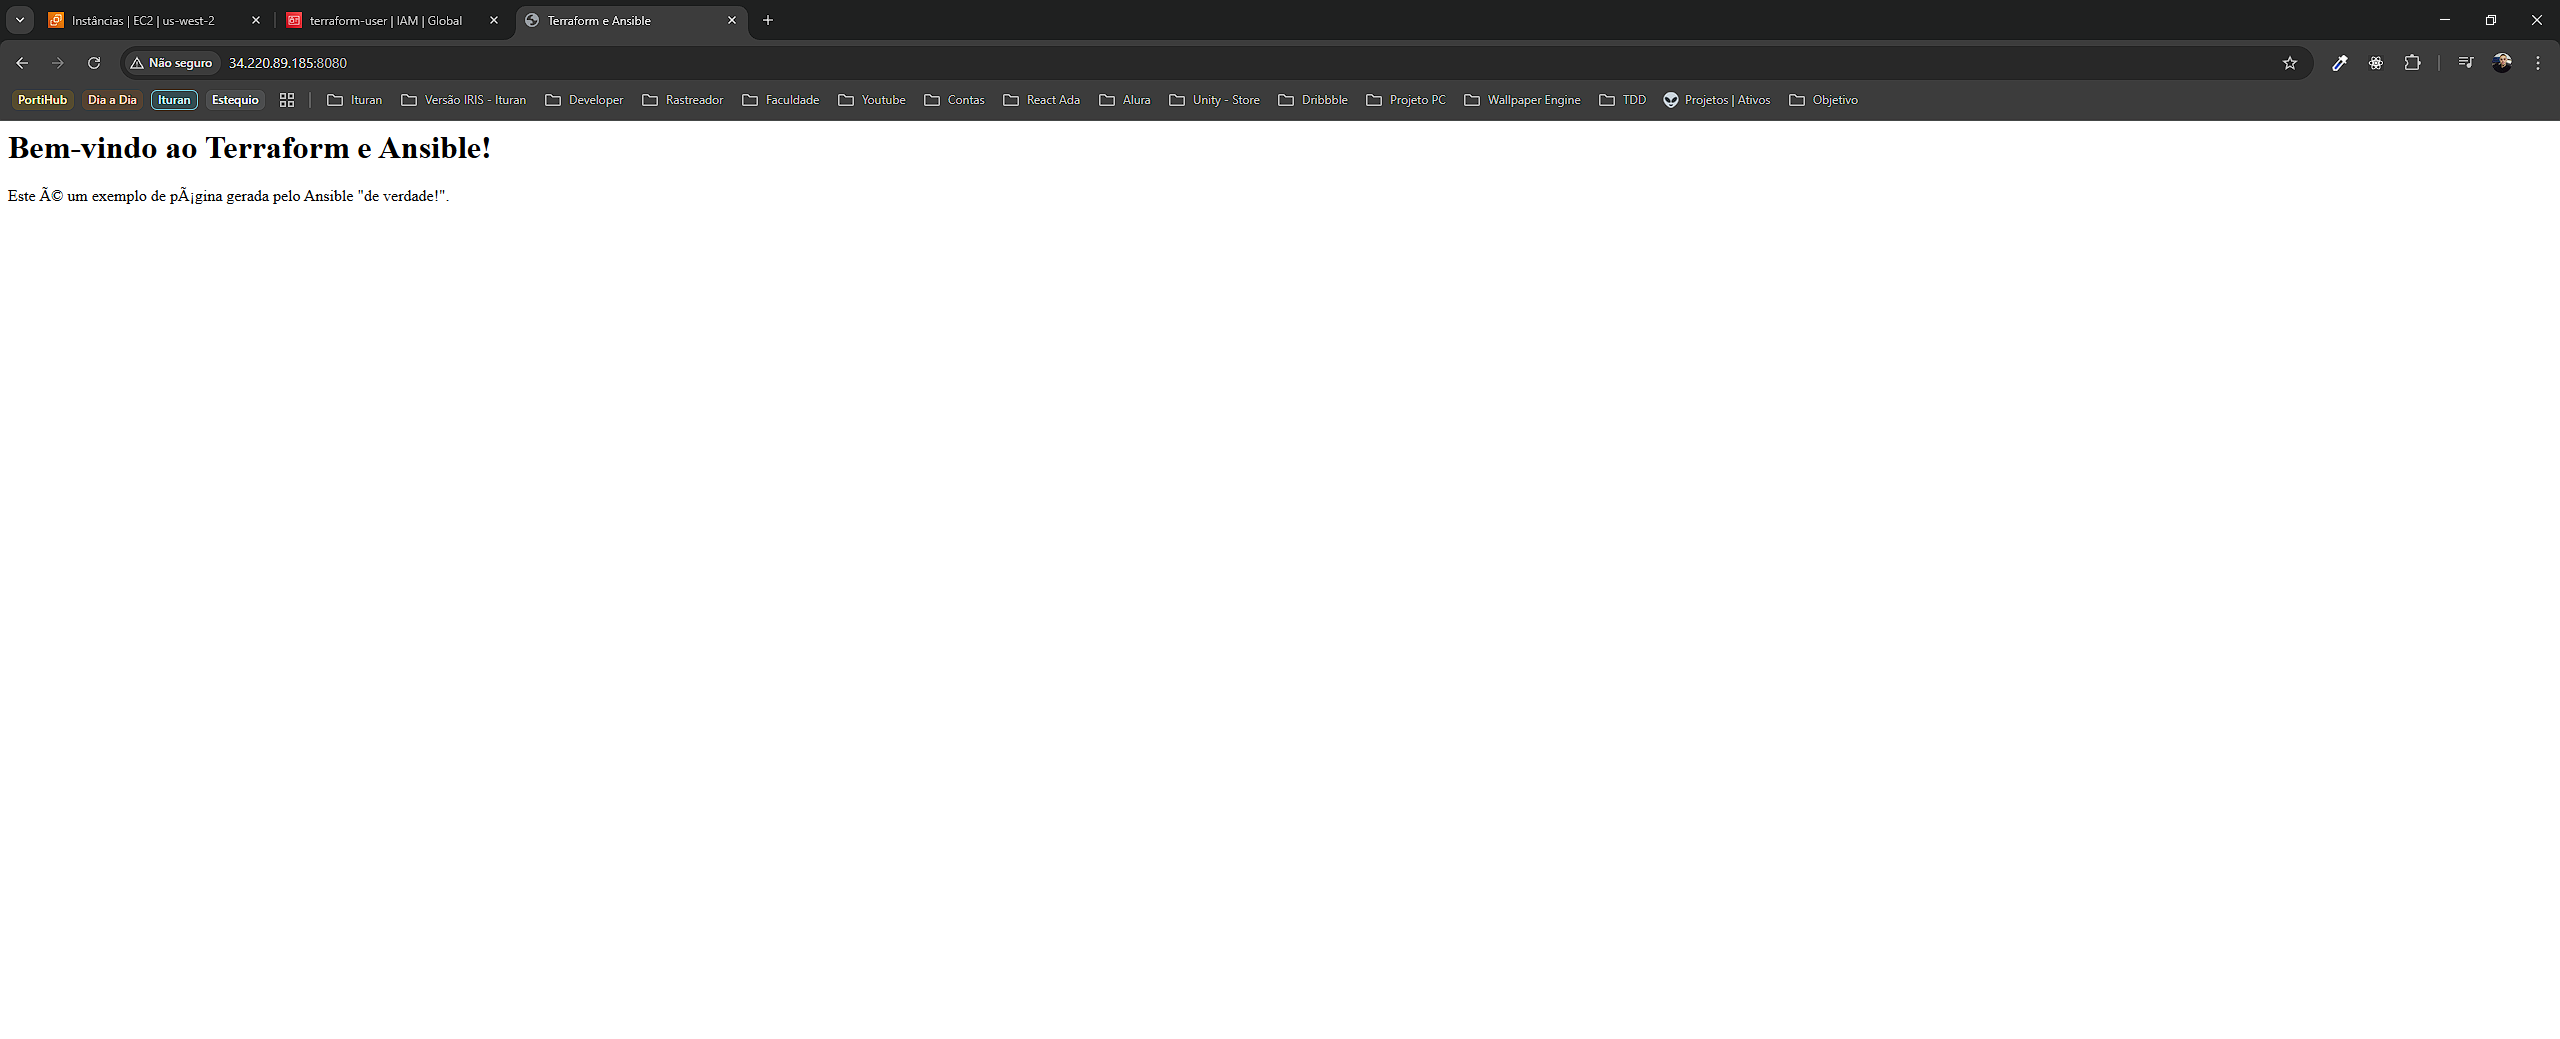 Instâncias | EC2 | us-west-2
terraform-user | IAM | Global
Terraform e Ansible
Não seguro
34.220.89.185:8080
PortiHub
Dia a Dia
Ituran
Estequio
Ituran
Versão IRIS - Ituran
Developer
Rastreador
Faculdade
Youtube
Contas
React Ada
Alura
Unity - Store
Dribbble
Projeto PC
Wallpaper Engine
TDD
Projetos | Ativos
Objetivo
Bem-vindo ao Terraform e Ansible!
Este Ã© um exemplo de pÃ¡gina gerada pelo Ansible "de verdade!".